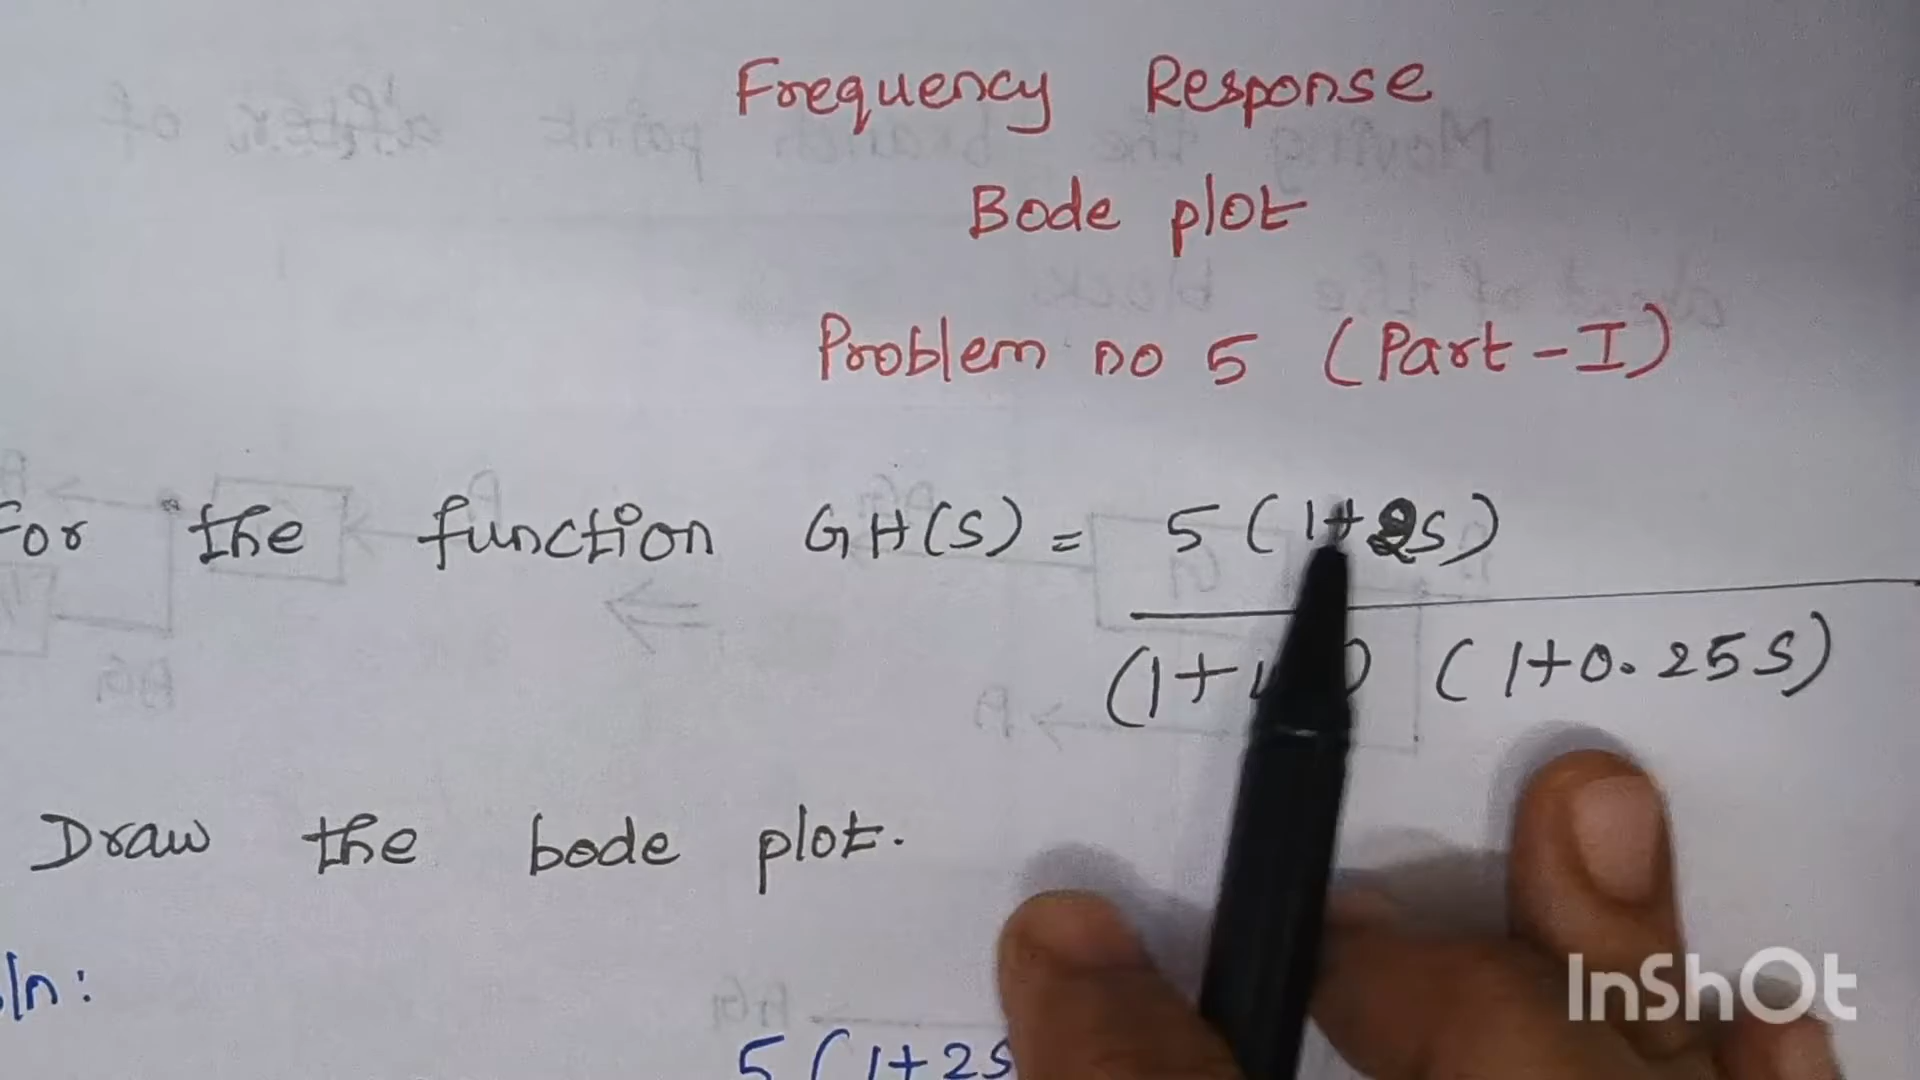 Frequency Response
Bode plot
Problem no 5 (Part-I)
For the function GH(S) = 5 (1+2S)
(1+ ) (1+0.25S)
Draw the bode plot.
ln:
5 (1+2S
InShOt